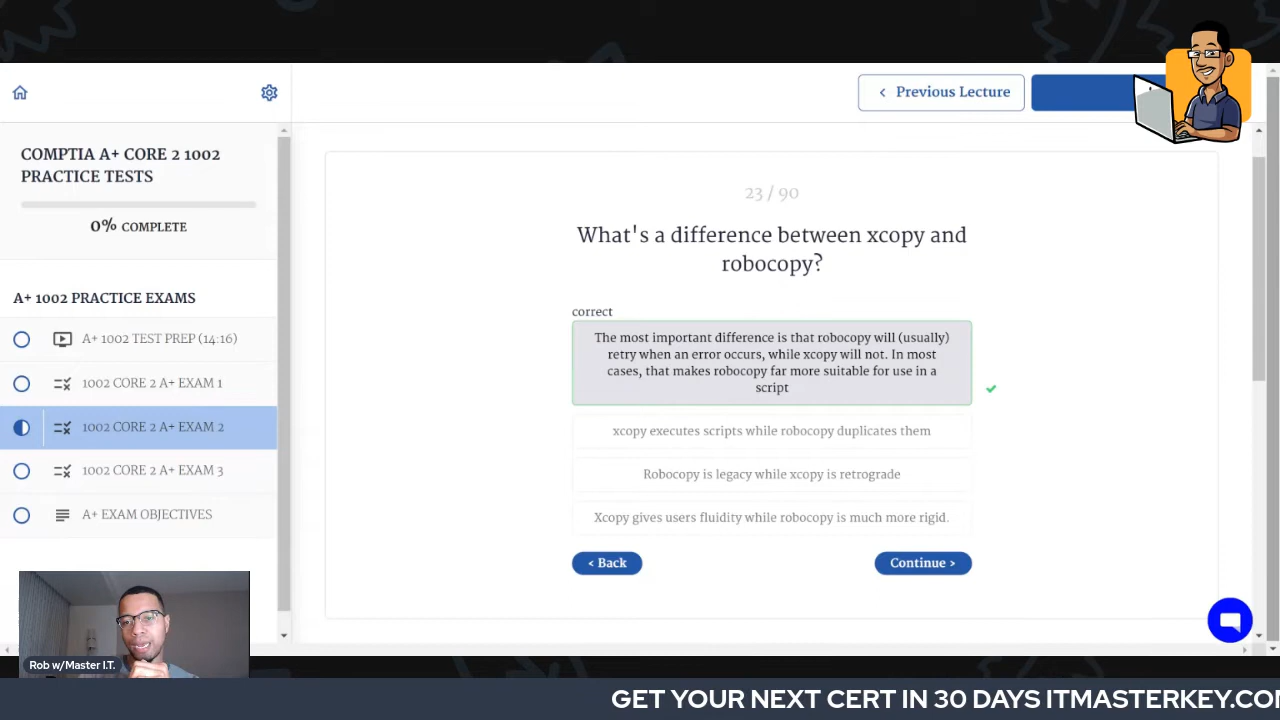 Previous Lecture
COMPTIA A+ CORE 2 1002
PRACTICE TESTS
0% COMPLETE
A+ 1002 PRACTICE EXAMS
A+ 1002 TEST PREP (14:16)
1002 CORE 2 A+ EXAM 1
1002 CORE 2 A+ EXAM 2
1002 CORE 2 A+ EXAM 3
A+ EXAM OBJECTIVES
23 / 90
What's a difference between xcopy and
robocopy?
correct
The most important difference is that robocopy will (usually)
retry when an error occurs, while xcopy will not. In most
cases, that makes robocopy far more suitable for use in a
script
xcopy executes scripts while robocopy duplicates them
Robocopy is legacy while xcopy is retrograde
Xcopy gives users fluidity while robocopy is much more rigid.
< Back
Continue >
Rob w/Master I.T.
GET YOUR NEXT CERT IN 30 DAYS ITMASTERKEY.CO